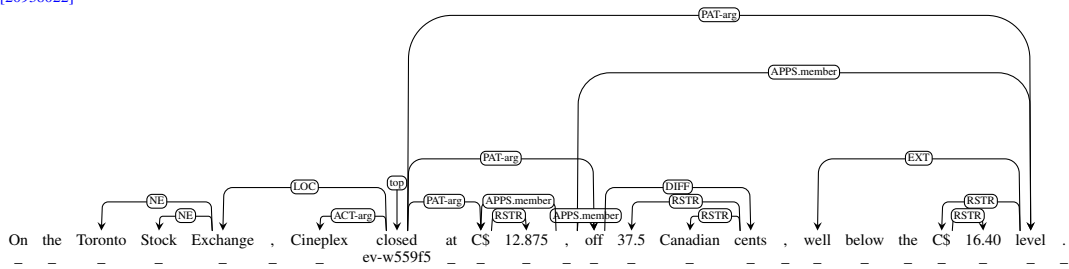 PAT-arg
APPS.member
PAT-arg EXT
LOC top DIFF
NE PAT-arg APPS.member RSTR RSTR
NE ACT-arg RSTR APPS.member RSTR RSTR
On the Toronto Stock Exchange , Cineplex closed at C$ 12.875 , off 37.5 Canadian cents , well below the C$ 16.40 level .
_ _ _ _ _ _ _ ev-w559f5 _ _ _ _ _ _ _ _ _ _ _ _ _ _ _ _